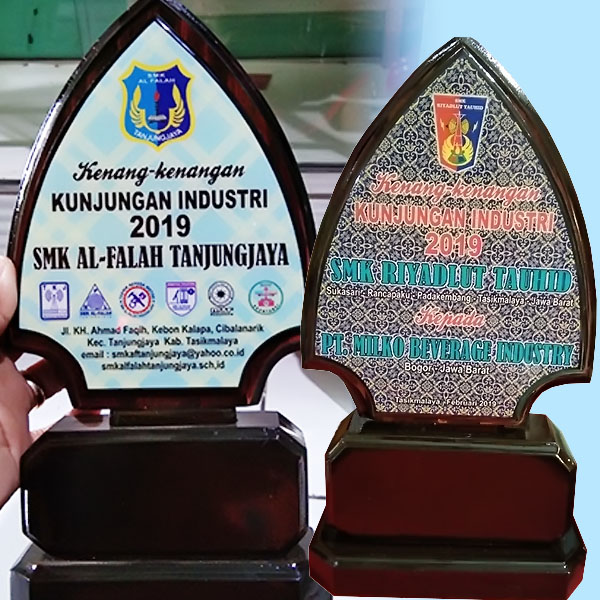 SMK
AL-FALAH
TANJUNGJAYA
Kenang-kenangan
KUNJUNGAN INDUSTRI
2019
SMK AL-FALAH TANJUNGJAYA
Jl. KH. Ahmad Faqih, Kebon Kalapa, Cibalanarik
Kec. Tanjungjaya Kab. Tasikmalaya
email : smkaftanjungjaya@yahoo.co.id
smkalfalahtanjungjaya.sch.id
SMK
RIYADLUT TAUHID
Kenang-kenangan
KUNJUNGAN INDUSTRI
2019
SMK RIYADLUT TAUHID
Sukasari - Rancapaku - Padakembang - Tasikmalaya - Jawa Barat
Kepada
PT. MILKO BEVERAGE INDUSTRY
Bogor - Jawa Barat
Tasikmalaya - Februari 2019